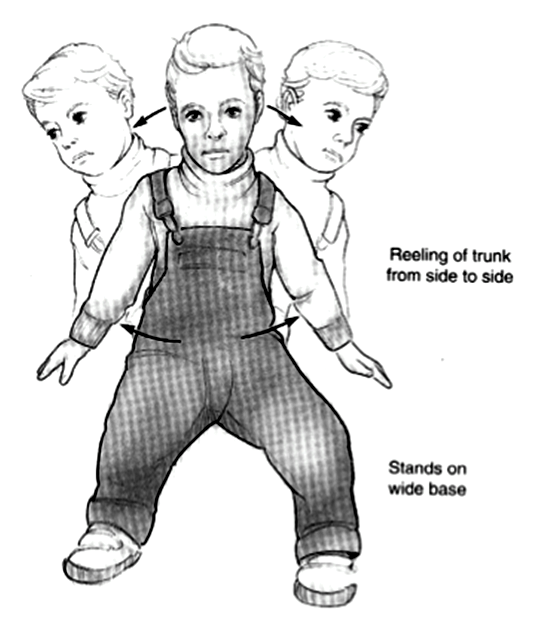 Reeling of trunk
from side to side
Stands on
wide base